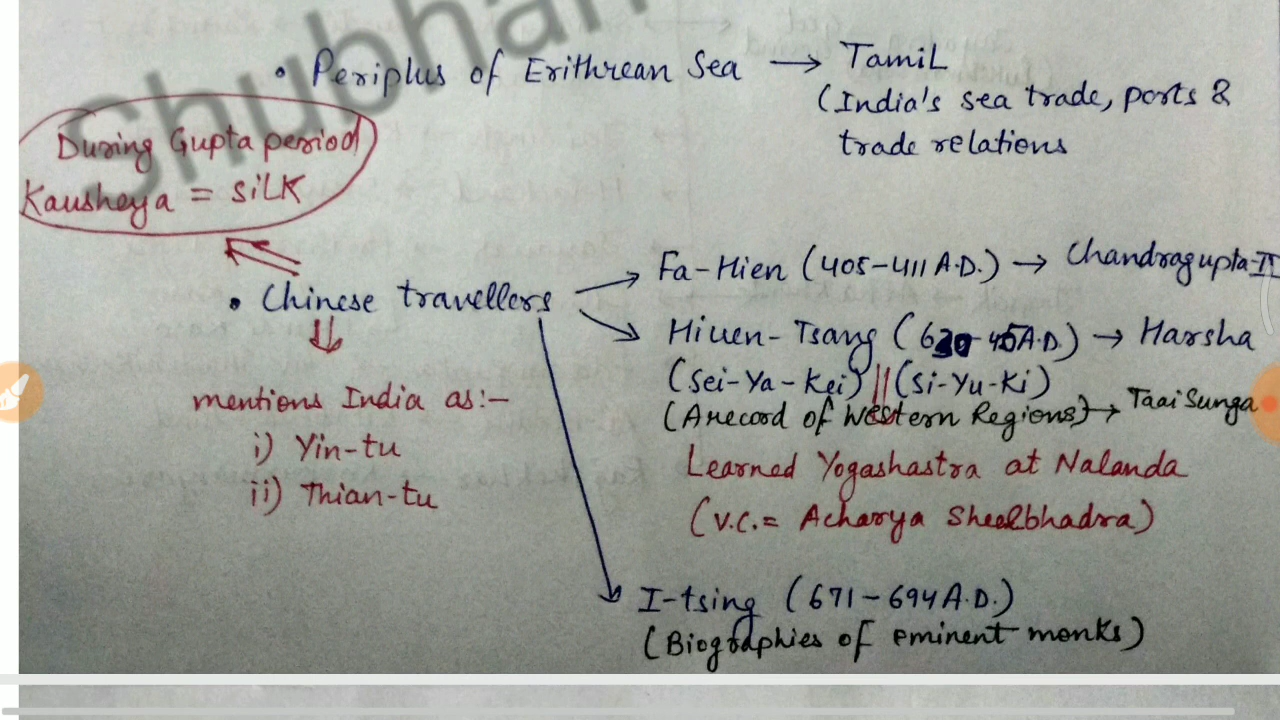 Shubham
• Periplus of Erithrean Sea → Tamil
(India's sea trade, ports &
trade relations
During Gupta period
Kausheya = SILK
• Chinese travellers
mentions India as:-
i) Yin-tu
ii) Thian-tu
Fa-Hien (405-411 A.D.) → Chandragupta-II
Hiuen-Tsang (630-45A.D.) → Harsha
(Sei-Ya-Kei) || (Si-Yu-Ki)
(A record of Western Regions) → Taai Sunga
Learned Yogashastra at Nalanda
(V.C. = Acharya Sheelbhadra)
I-tsing (671-694 A.D.)
(Biographies of eminent monks)